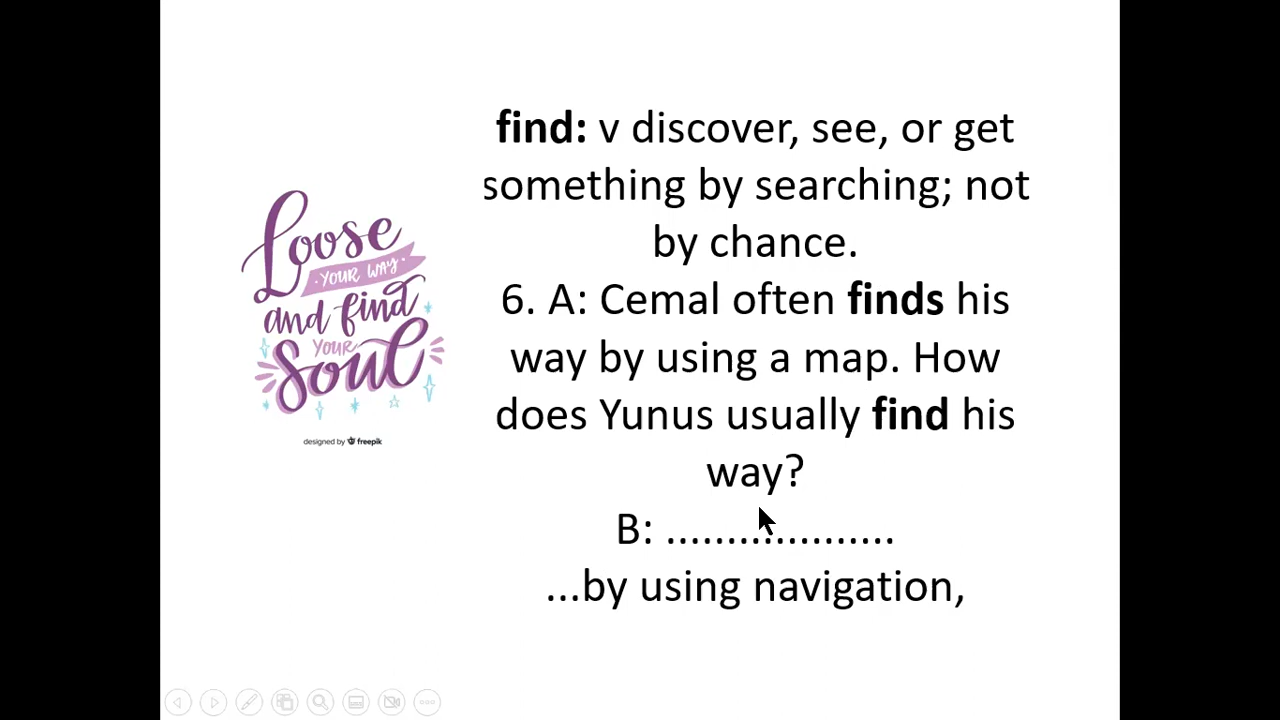 Loose
YOUR WAY
and find
YOUR
Soul
designed by freepik
find: v discover, see, or get
something by searching; not
by chance.
6. A: Cemal often finds his
way by using a map. How
does Yunus usually find his
way?
B: ....................
...by using navigation,